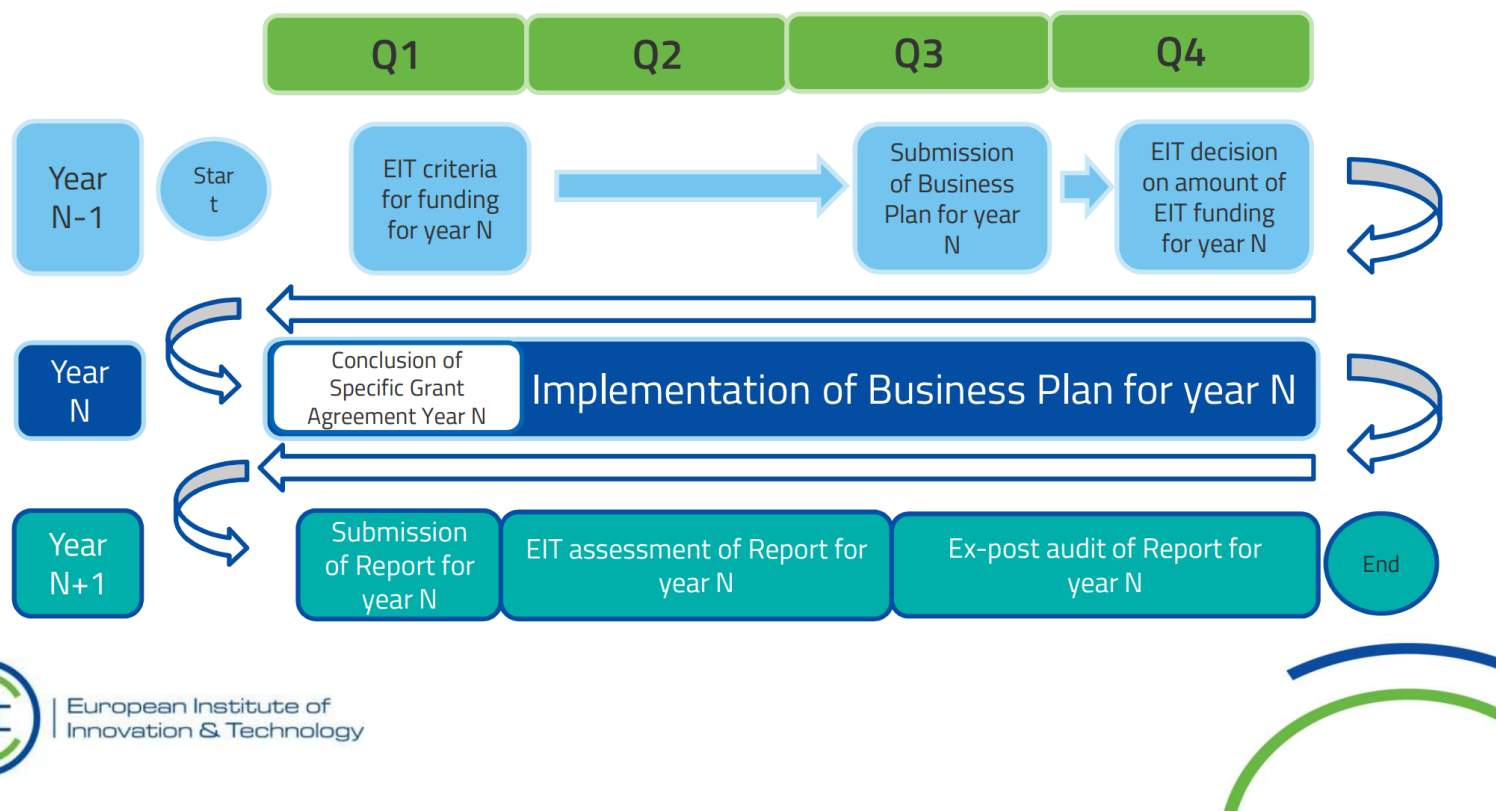 Q1
Q2
Q3
Q4
Year
N-1
Star
t
EIT criteria
for funding
for year N
Submission
of Business
Plan for year
N
EIT decision
on amount of
EIT funding
for year N
Year
N
Conclusion of
Specific Grant
Agreement Year N
Implementation of Business Plan for year N
Year
N+1
Submission
of Report for
year N
EIT assessment of Report for
year N
Ex-post audit of Report for
year N
End
European Institute of
Innovation & Technology